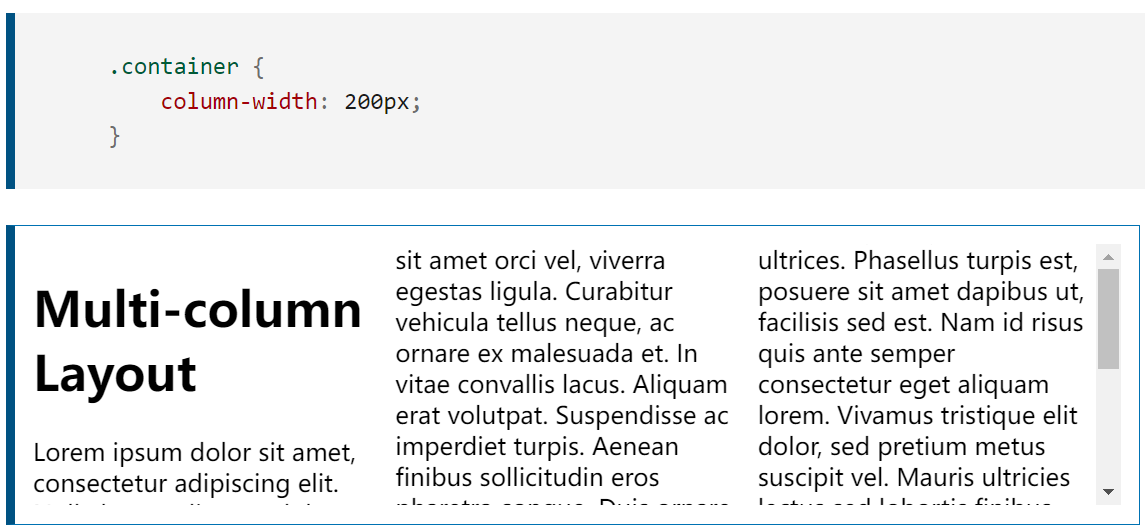 .container {
column-width: 200px;
}
Multi-column
Layout
Lorem ipsum dolor sit amet,
consectetur adipiscing elit.
sit amet orci vel, viverra
egestas ligula. Curabitur
vehicula tellus neque, ac
ornare ex malesuada et. In
vitae convallis lacus. Aliquam
erat volutpat. Suspendisse ac
imperdiet turpis. Aenean
finibus sollicitudin eros
ultrices. Phasellus turpis est,
posuere sit amet dapibus ut,
facilisis sed est. Nam id risus
quis ante semper
consectetur eget aliquam
lorem. Vivamus tristique elit
dolor, sed pretium metus
suscipit vel. Mauris ultricies